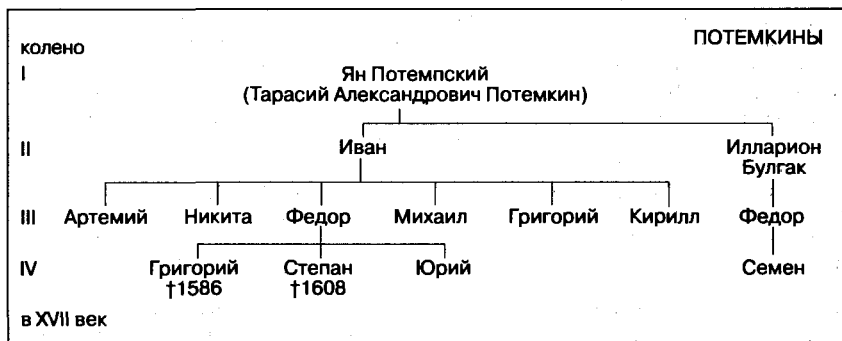 ПОТЕМКИНЫ
колено
I Ян Потемпский
(Тарасий Александрович Потемкин)
II Иван Илларион
Булгак
III Артемий Никита Федор Михаил Григорий Кирилл Федор
IV Григорий Степан Юрий Семен
†1586 †1608
в XVII век